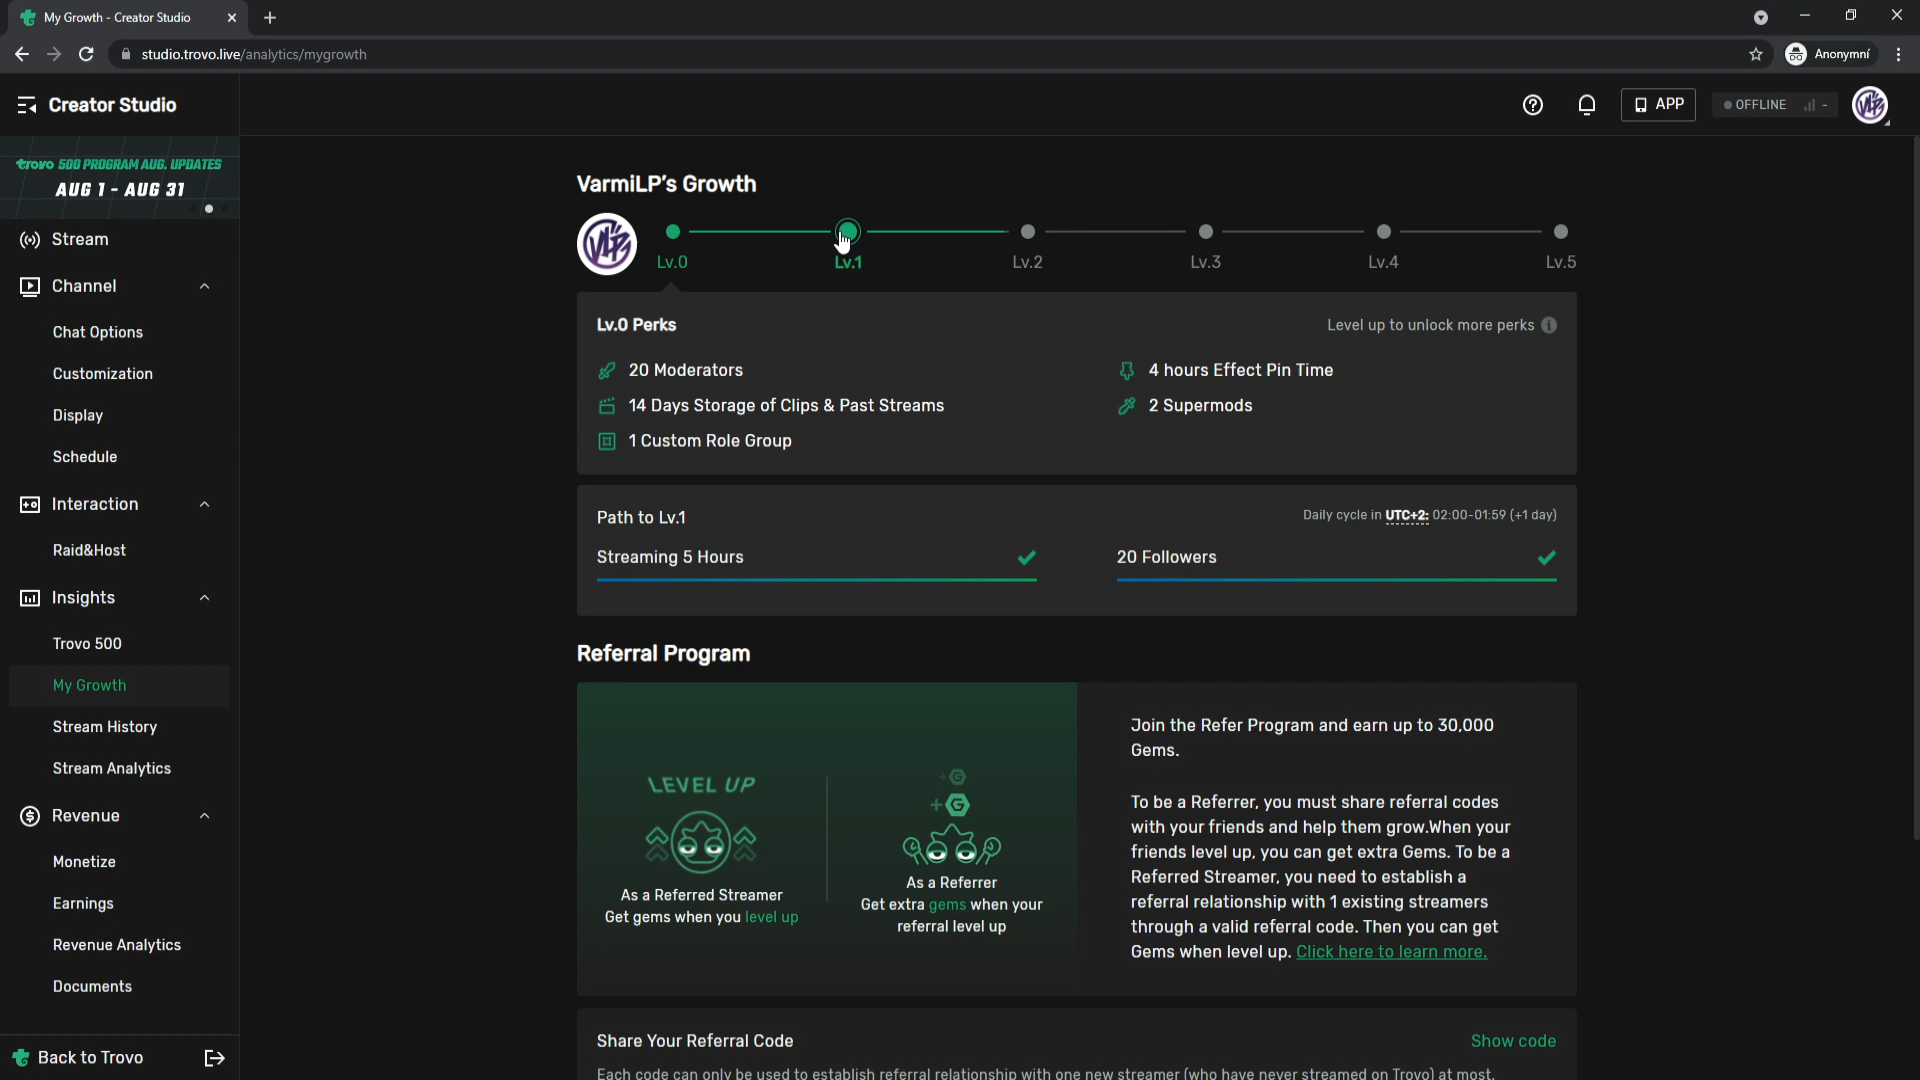 My Growth - Creator Studio
studio.trovo.live/analytics/mygrowth
Anonymní
Creator Studio
APP
OFFLINE -
trovo 500 PROGRAM AUG. UPDATES
AUG 1 - AUG 31
Stream
Channel
Chat Options
Customization
Display
Schedule
Interaction
Raid&Host
Insights
Trovo 500
My Growth
Stream History
Stream Analytics
Revenue
Monetize
Earnings
Revenue Analytics
Documents
Back to Trovo
VarmiLP's Growth
Lv.0
Lv.1
Lv.2
Lv.3
Lv.4
Lv.5
Lv.0 Perks
Level up to unlock more perks
20 Moderators
4 hours Effect Pin Time
14 Days Storage of Clips & Past Streams
2 Supermods
1 Custom Role Group
Path to Lv.1
Daily cycle in UTC+2: 02:00-01:59 (+1 day)
Streaming 5 Hours
20 Followers
Referral Program
LEVEL UP
As a Referred Streamer
Get gems when you level up
+G
+G
As a Referrer
Get extra gems when your
referral level up
Join the Refer Program and earn up to 30,000
Gems.
To be a Referrer, you must share referral codes
with your friends and help them grow.When your
friends level up, you can get extra Gems. To be a
Referred Streamer, you need to establish a
referral relationship with 1 existing streamers
through a valid referral code. Then you can get
Gems when level up. Click here to learn more.
Share Your Referral Code
Show code
Each code can only be used to establish referral relationship with one new streamer (who have never streamed on Trovo) at most.